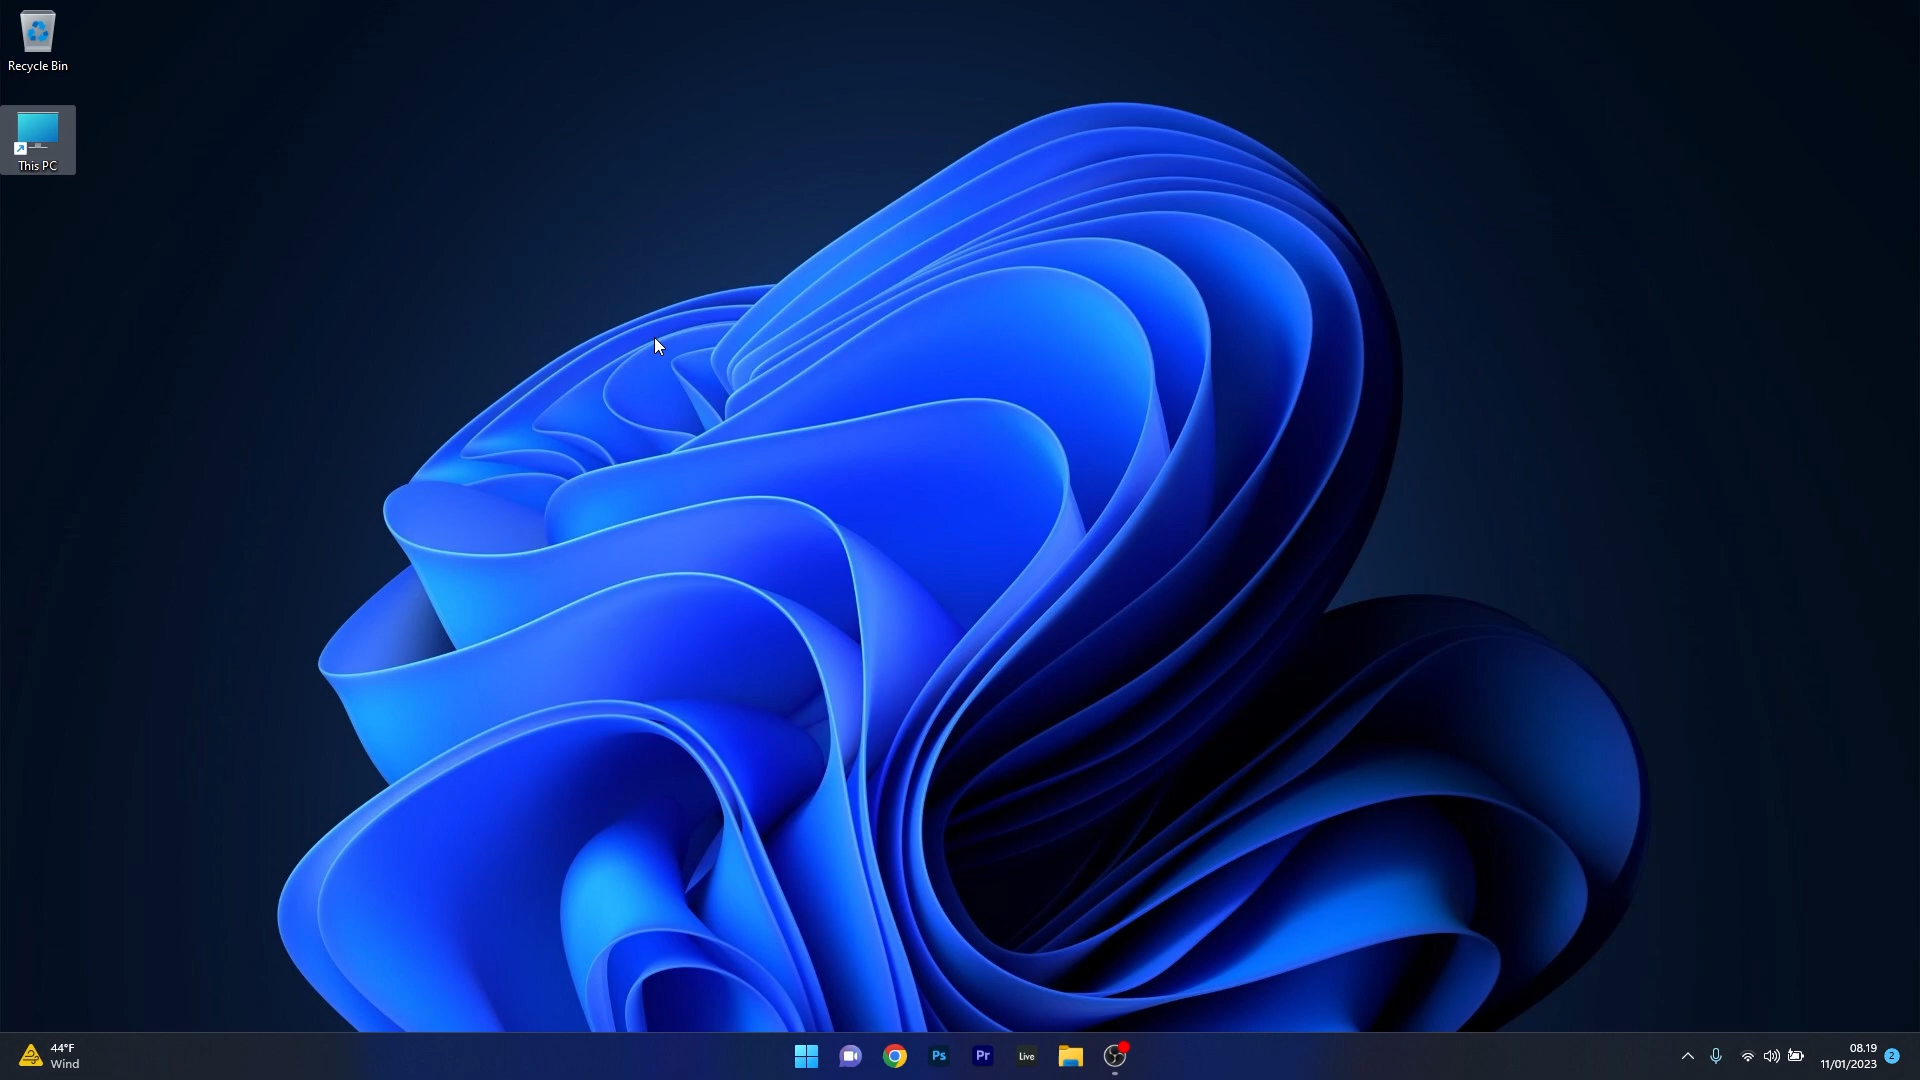 Recycle Bin
This PC
44°F
Wind
Ps
Pr
Live
08.19
11/01/2023
2